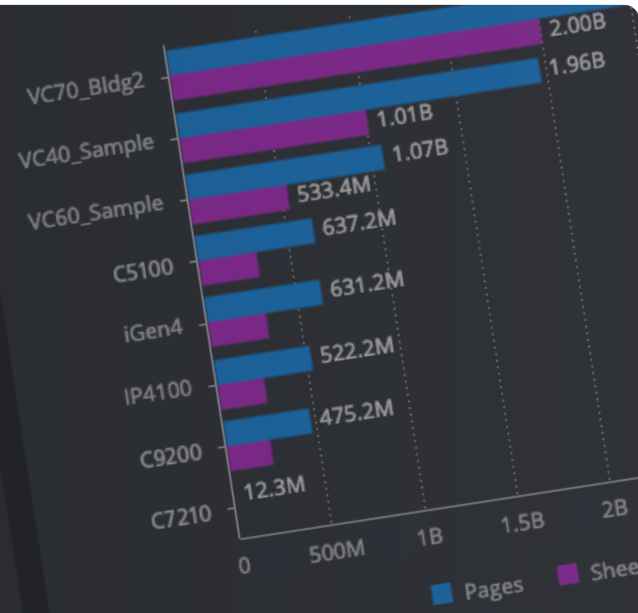 2.00B
VC70_Bldg2
1.96B
VC40_Sample
1.01B
1.07B
VC60_Sample
533.4M
637.2M
C5100
631.2M
iGen4
522.2M
IP4100
475.2M
C9200
12.3M
C7210
0 500M 1B 1.5B 2B
Pages Shee